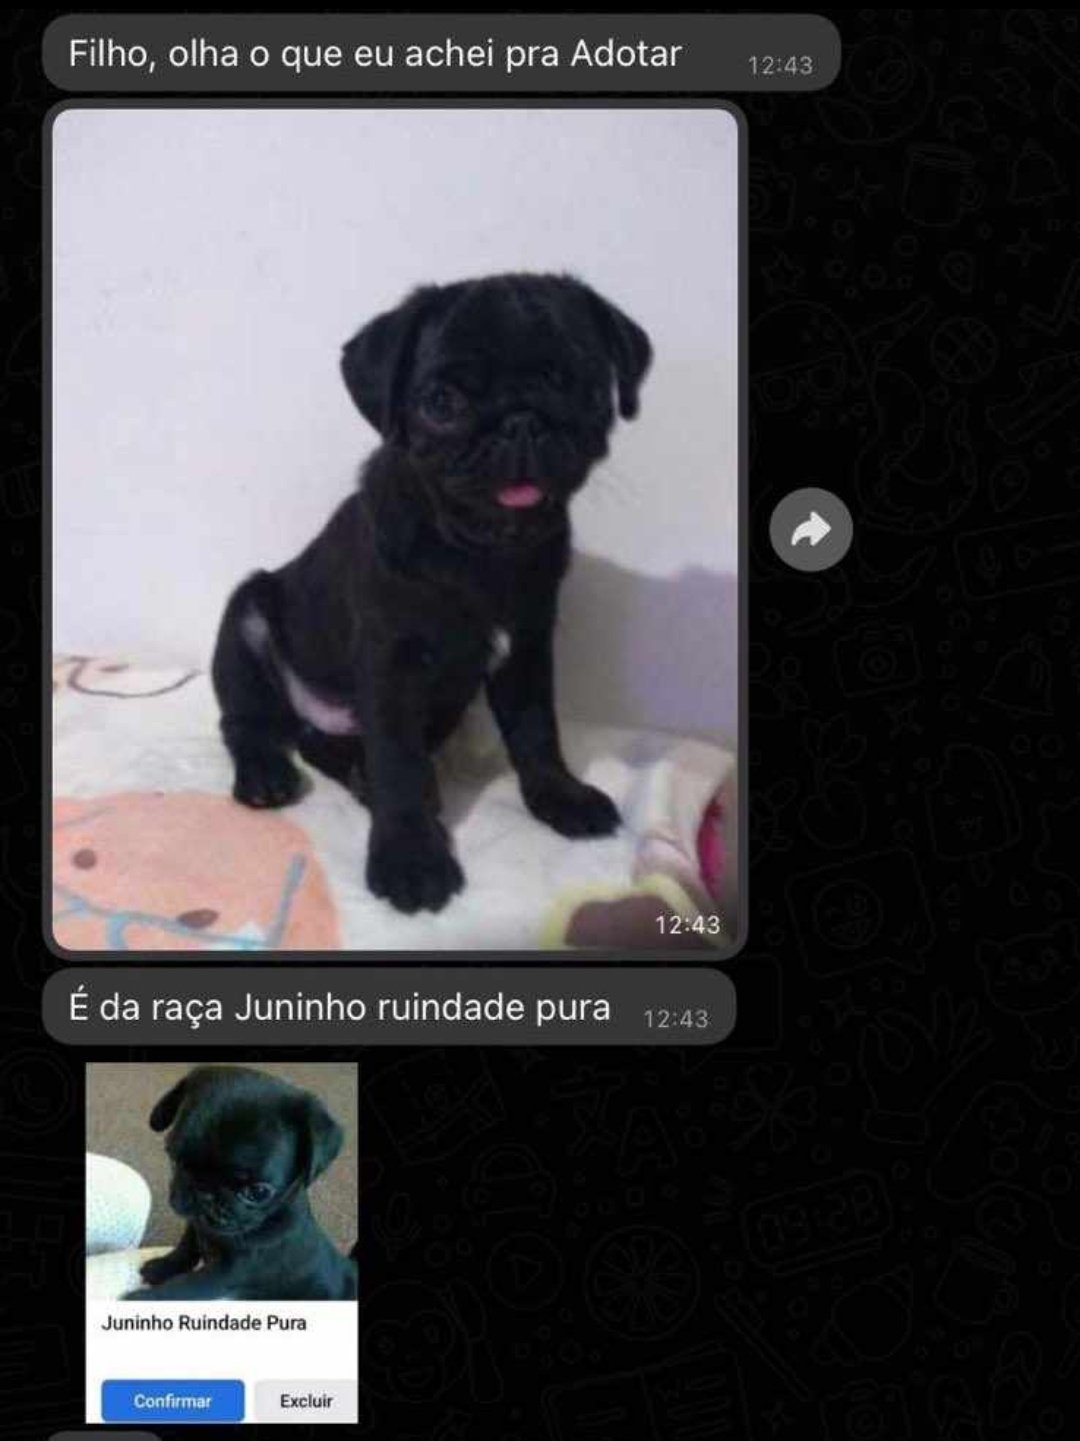 Filho, olha o que eu achei pra Adotar 12:43
12:43
É da raça Juninho ruindade pura 12:43
Juninho Ruindade Pura
Confirmar Excluir